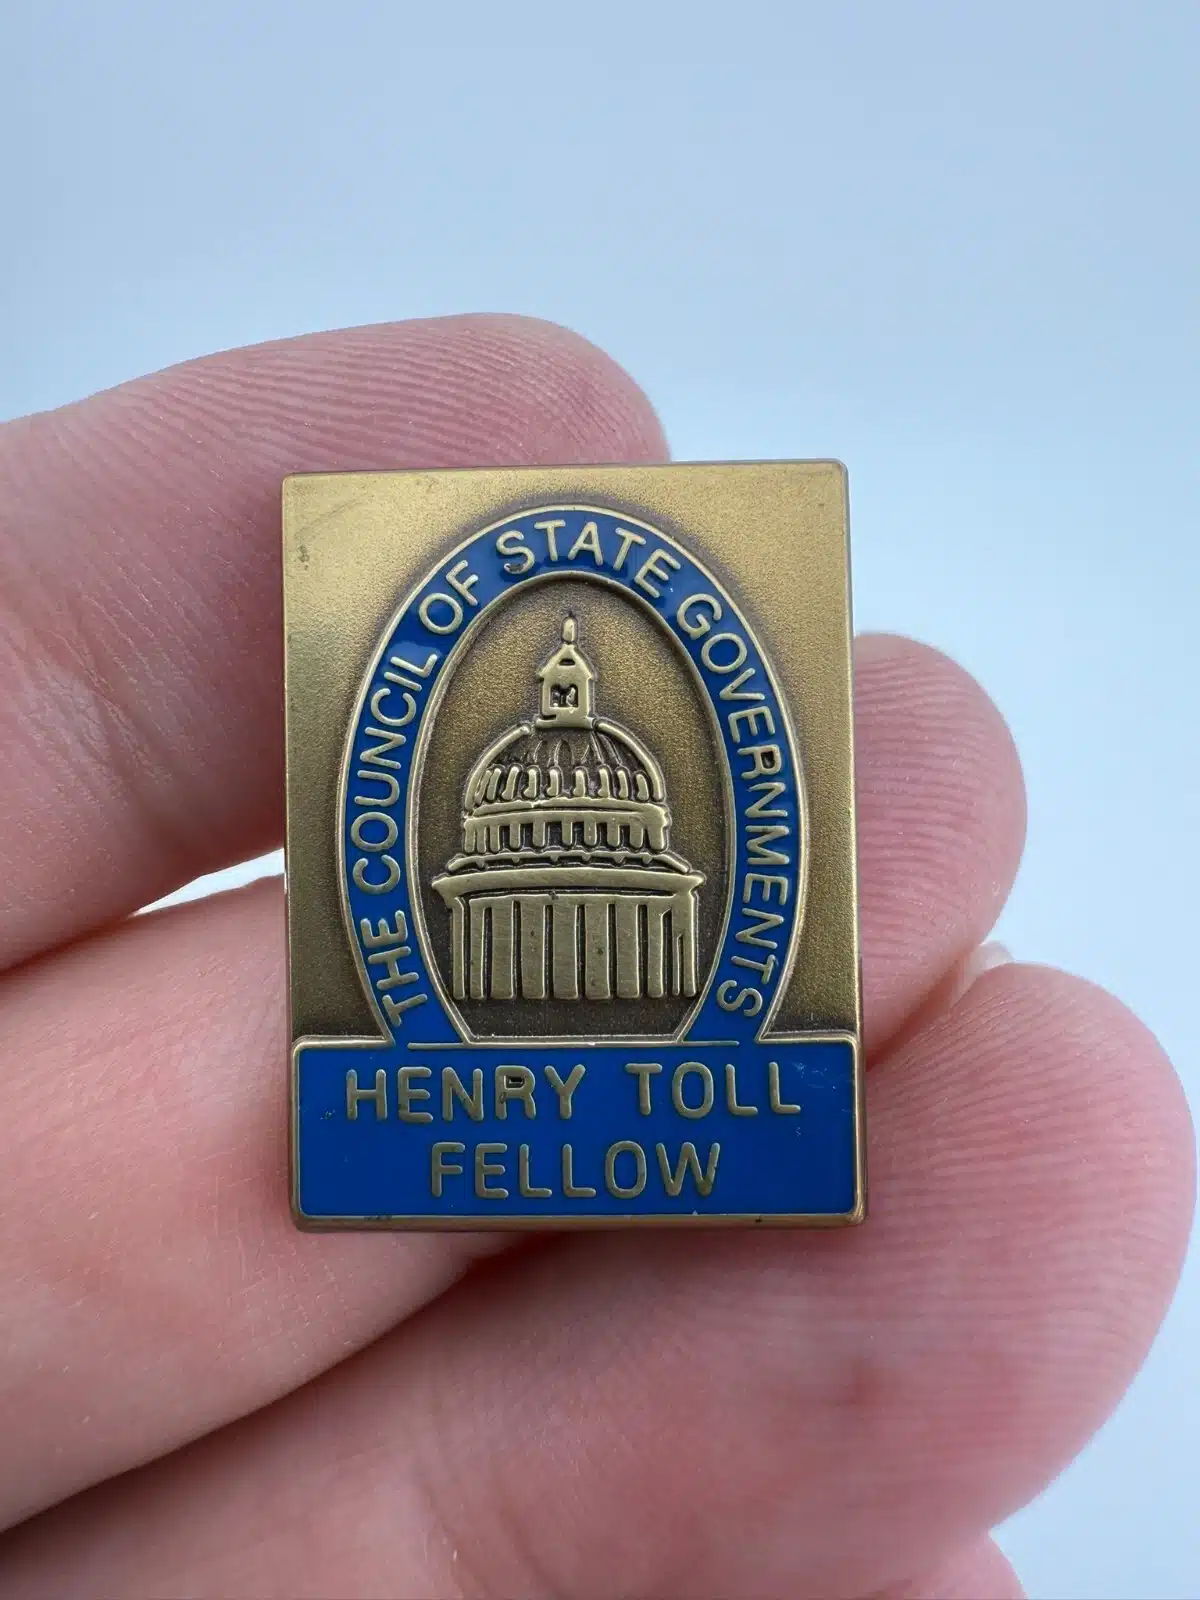 THE COUNCIL OF STATE GOVERNMENTS
HENRY TOLL
FELLOW